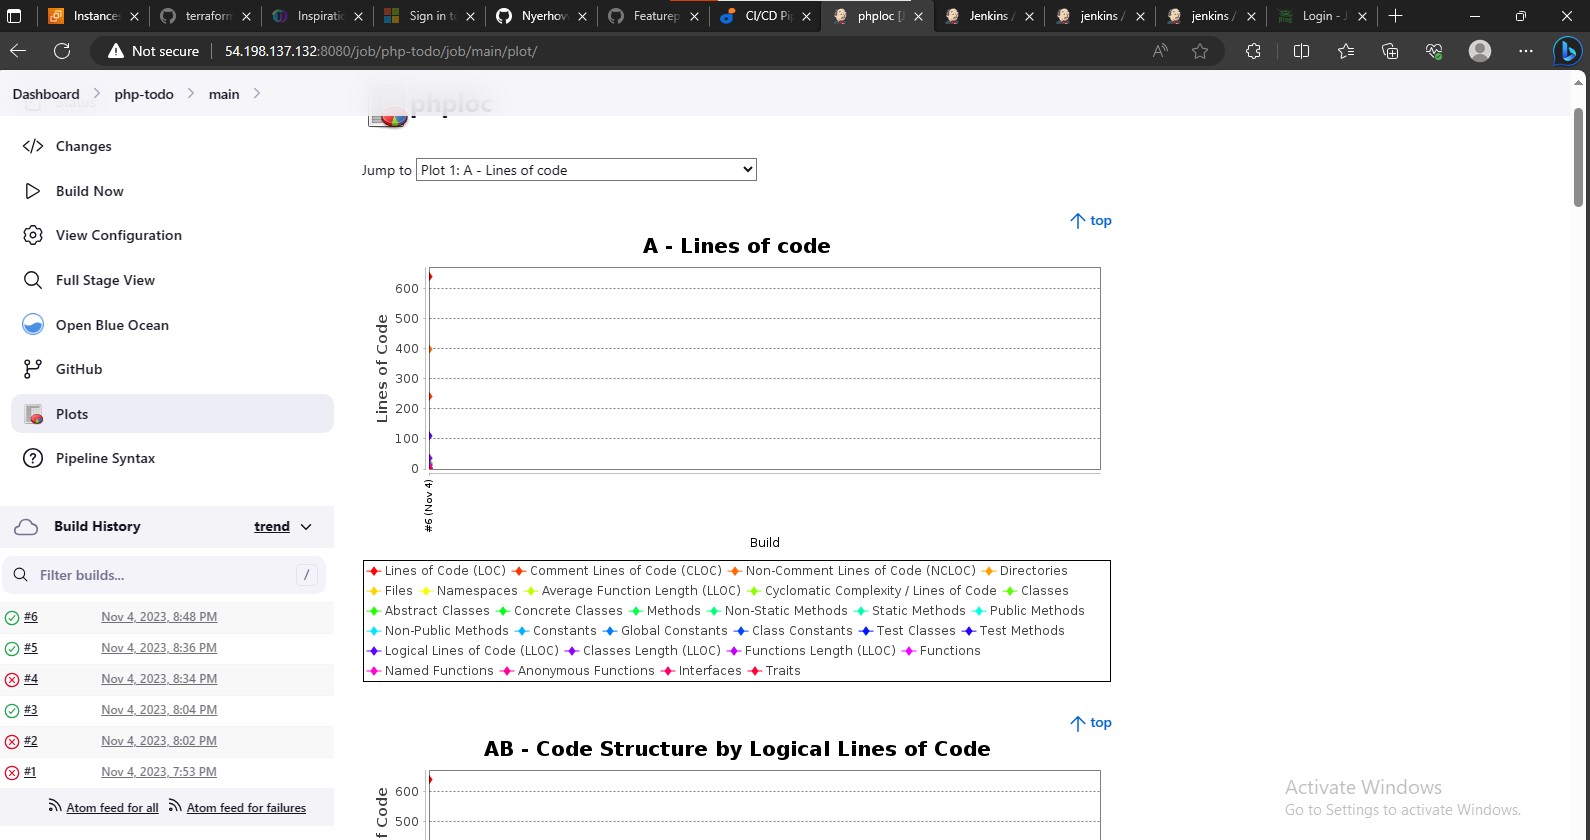 Instances
terraform
Inspiratio
Sign in to
Nyerhov
Featurep
CI/CD Pip
phploc [J
Jenkins /
jenkins /
jenkins /
Login - J
Not secure
54.198.137.132:8080/job/php-todo/job/main/plot/
Dashboard > php-todo > main >
Status
phploc
Changes
Build Now
View Configuration
Full Stage View
Open Blue Ocean
GitHub
Plots
Pipeline Syntax
Build History
trend
Filter builds...
/
#6 Nov 4, 2023, 8:48 PM
#5 Nov 4, 2023, 8:36 PM
#4 Nov 4, 2023, 8:34 PM
#3 Nov 4, 2023, 8:04 PM
#2 Nov 4, 2023, 8:02 PM
#1 Nov 4, 2023, 7:53 PM
Atom feed for all Atom feed for failures
Jump to Plot 1: A - Lines of code
top
A - Lines of code
Lines of Code
600
500
400
300
200
100
0
#6 (Nov 4)
Build
Lines of Code (LOC) Comment Lines of Code (CLOC) Non-Comment Lines of Code (NCLOC) Directories
Files Namespaces Average Function Length (LLOC) Cyclomatic Complexity / Lines of Code Classes
Abstract Classes Concrete Classes Methods Non-Static Methods Static Methods Public Methods
Non-Public Methods Constants Global Constants Class Constants Test Classes Test Methods
Logical Lines of Code (LLOC) Classes Length (LLOC) Functions Length (LLOC) Functions
Named Functions Anonymous Functions Interfaces Traits
top
AB - Code Structure by Logical Lines of Code
f Code
600
500
Activate Windows
Go to Settings to activate Windows.